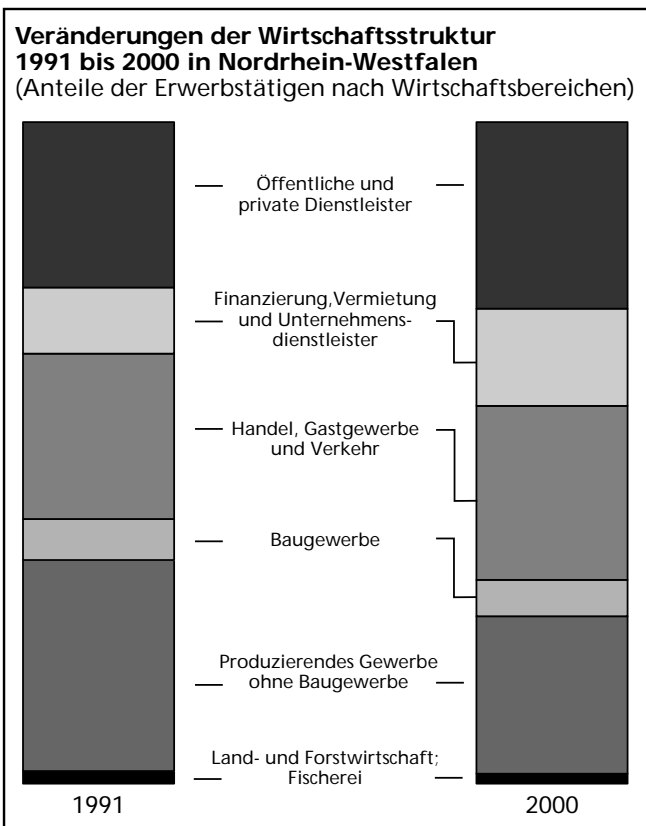 Veränderungen der Wirtschaftsstruktur
1991 bis 2000 in Nordrhein-Westfalen
(Anteile der Erwerbstätigen nach Wirtschaftsbereichen)
Öffentliche und
private Dienstleister
Finanzierung,Vermietung
und Unternehmens-
dienstleister
Handel, Gastgewerbe
und Verkehr
Baugewerbe
Produzierendes Gewerbe
ohne Baugewerbe
Land- und Forstwirtschaft;
Fischerei
1991
2000